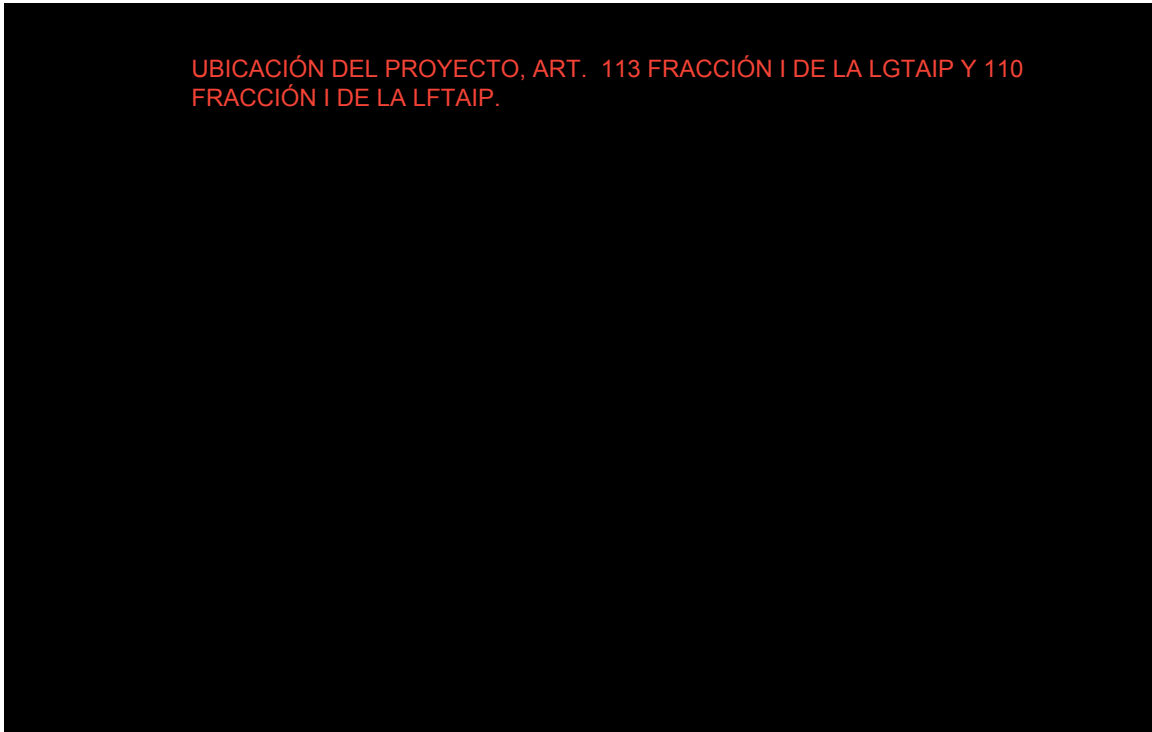 UBICACIÓN DEL PROYECTO, ART.  113 FRACCIÓN I DE LA LGTAIP Y 110
FRACCIÓN I DE LA LFTAIP.